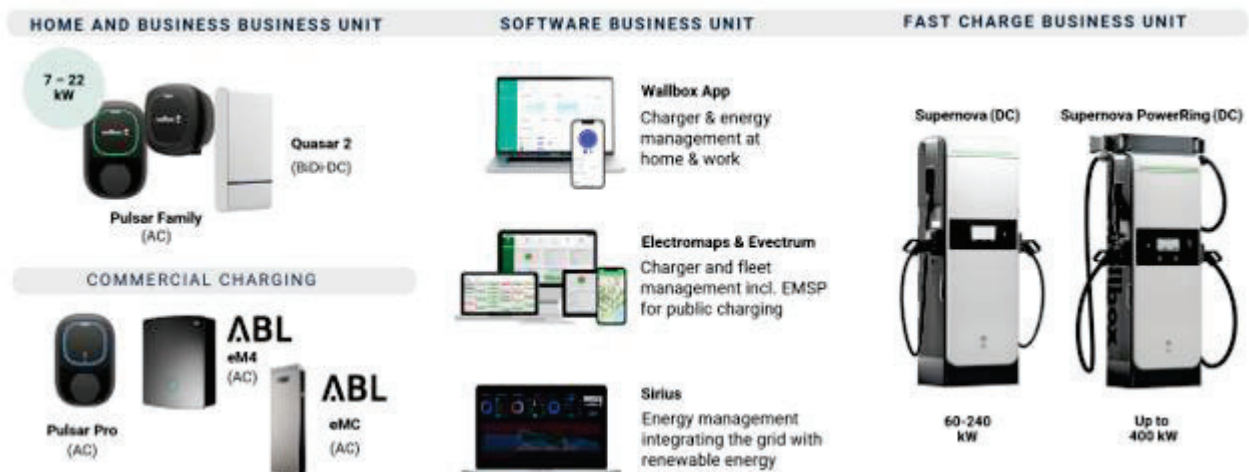 HOME AND BUSINESS BUSINESS UNIT
7 – 22
kW
Quasar 2
(BiDi-DC)
Pulsar Family
(AC)
COMMERCIAL CHARGING
ABL
eM4
(AC)
ABL
eMC
(AC)
Pulsar Pro
(AC)
SOFTWARE BUSINESS UNIT
Wallbox App
Charger & energy
management at
home & work
Electromaps & Evectrum
Charger and fleet
management incl. EMSP
for public charging
Sirius
Energy management
integrating the grid with
renewable energy
FAST CHARGE BUSINESS UNIT
Supernova (DC)
60-240
kW
Supernova PowerRing (DC)
wallbox
Up to
400 kW